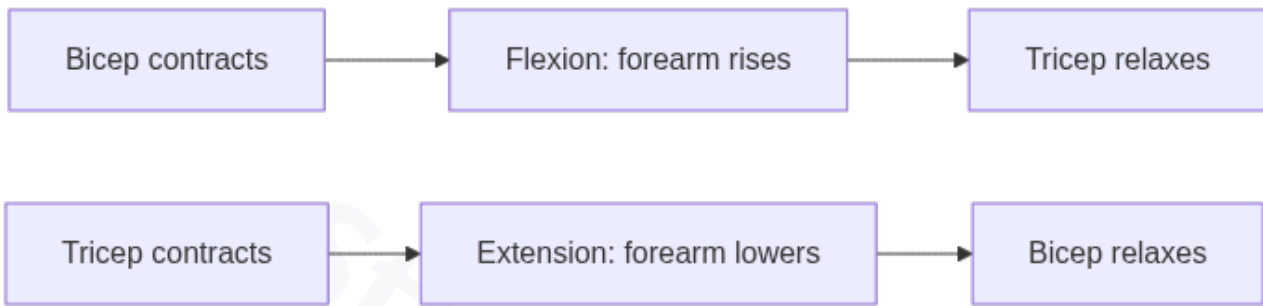 Bicep contracts
Flexion: forearm rises
Tricep relaxes
Tricep contracts
Extension: forearm lowers
Bicep relaxes